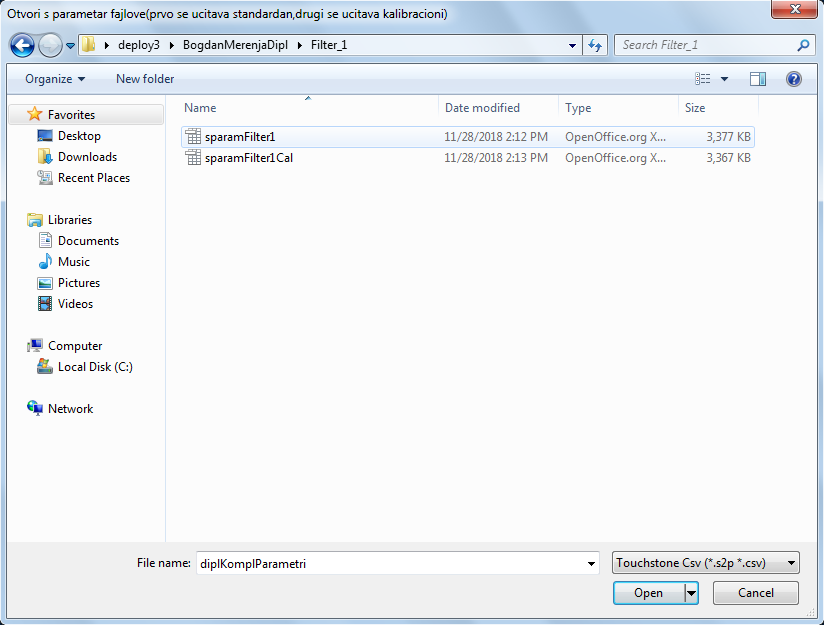 Otvori s parametar fajlove(prvo se ucitava standardan,drugi se ucitava kalibracioni)
deploy3 BogdanMerenjaDipl Filter_1 Search Filter_1
Organize New folder
Name Date modified Type Size
Favorites
sparamFilter1 11/28/2018 2:12 PM OpenOffice.org X... 3,377 KB
Desktop
sparamFilter1Cal 11/28/2018 2:13 PM OpenOffice.org X... 3,367 KB
Downloads
Recent Places
Libraries
Documents
Music
Pictures
Videos
Computer
Local Disk (C:)
Network
File name: diplKomplParametri Touchstone Csv (*.s2p *.csv)
Open Cancel